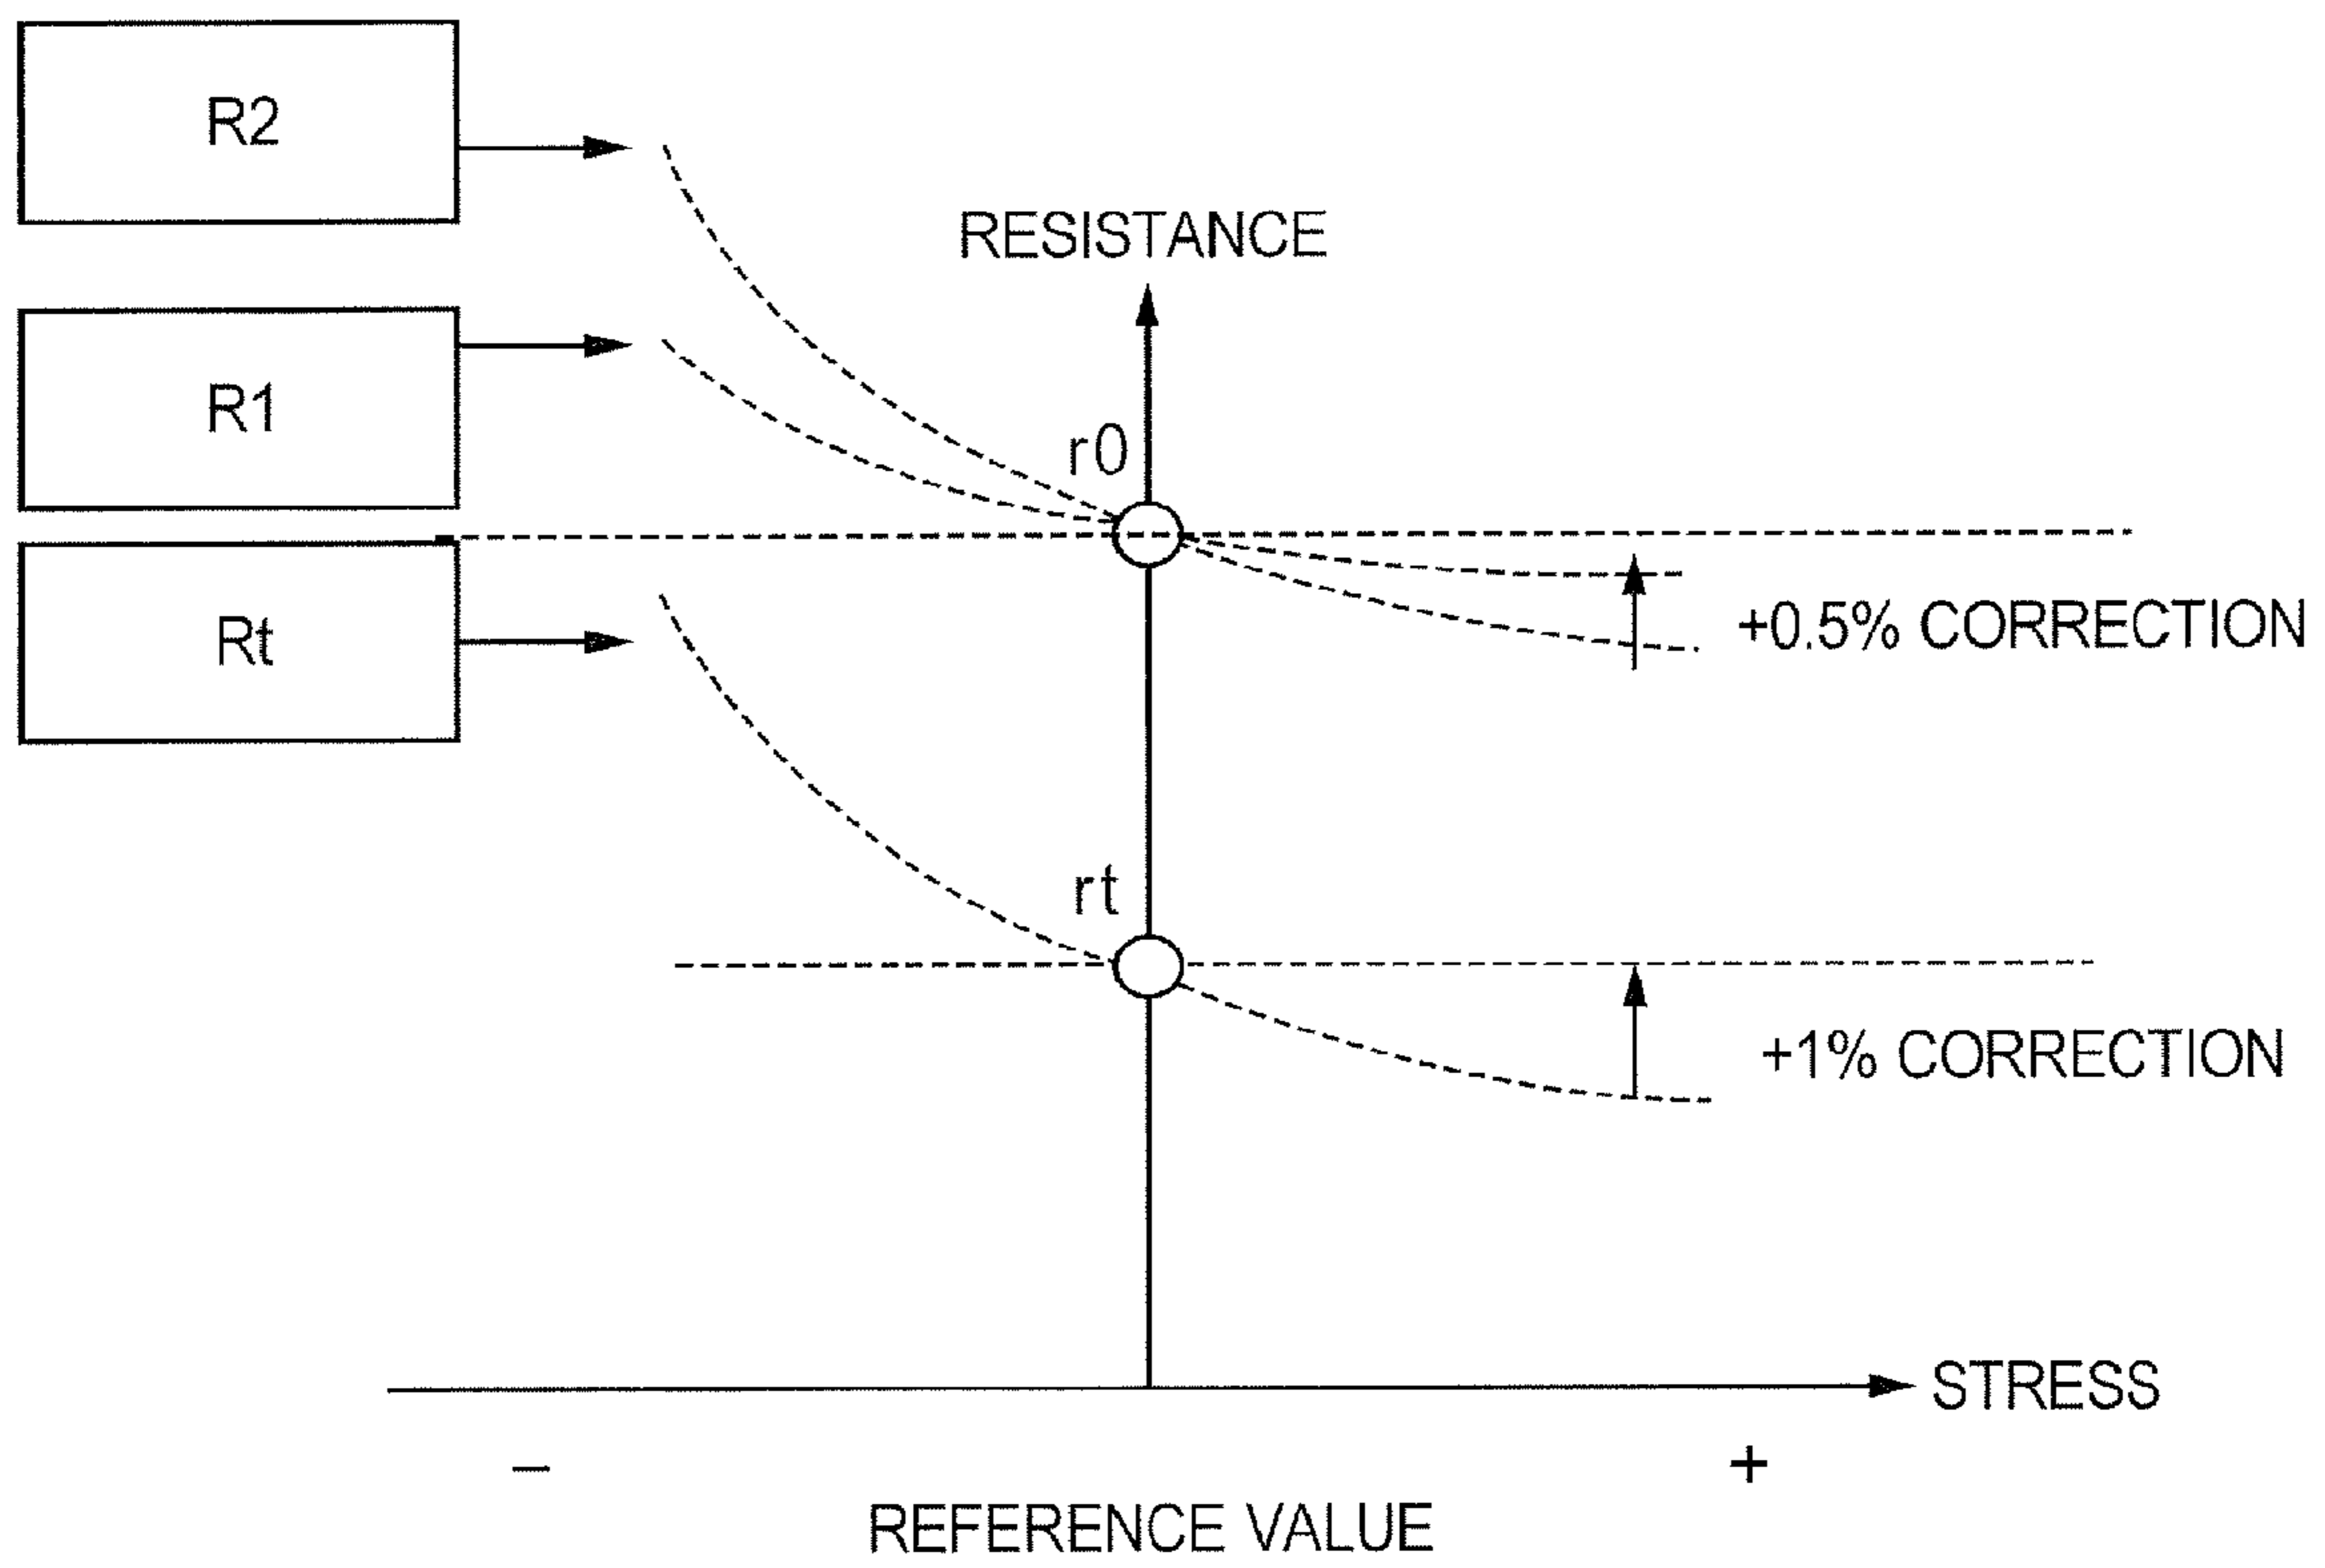 R2
RESISTANCE
R1
r0
Rt
+0.5% CORRECTION
rt
+1% CORRECTION
STRESS
− +
REFERENCE VALUE